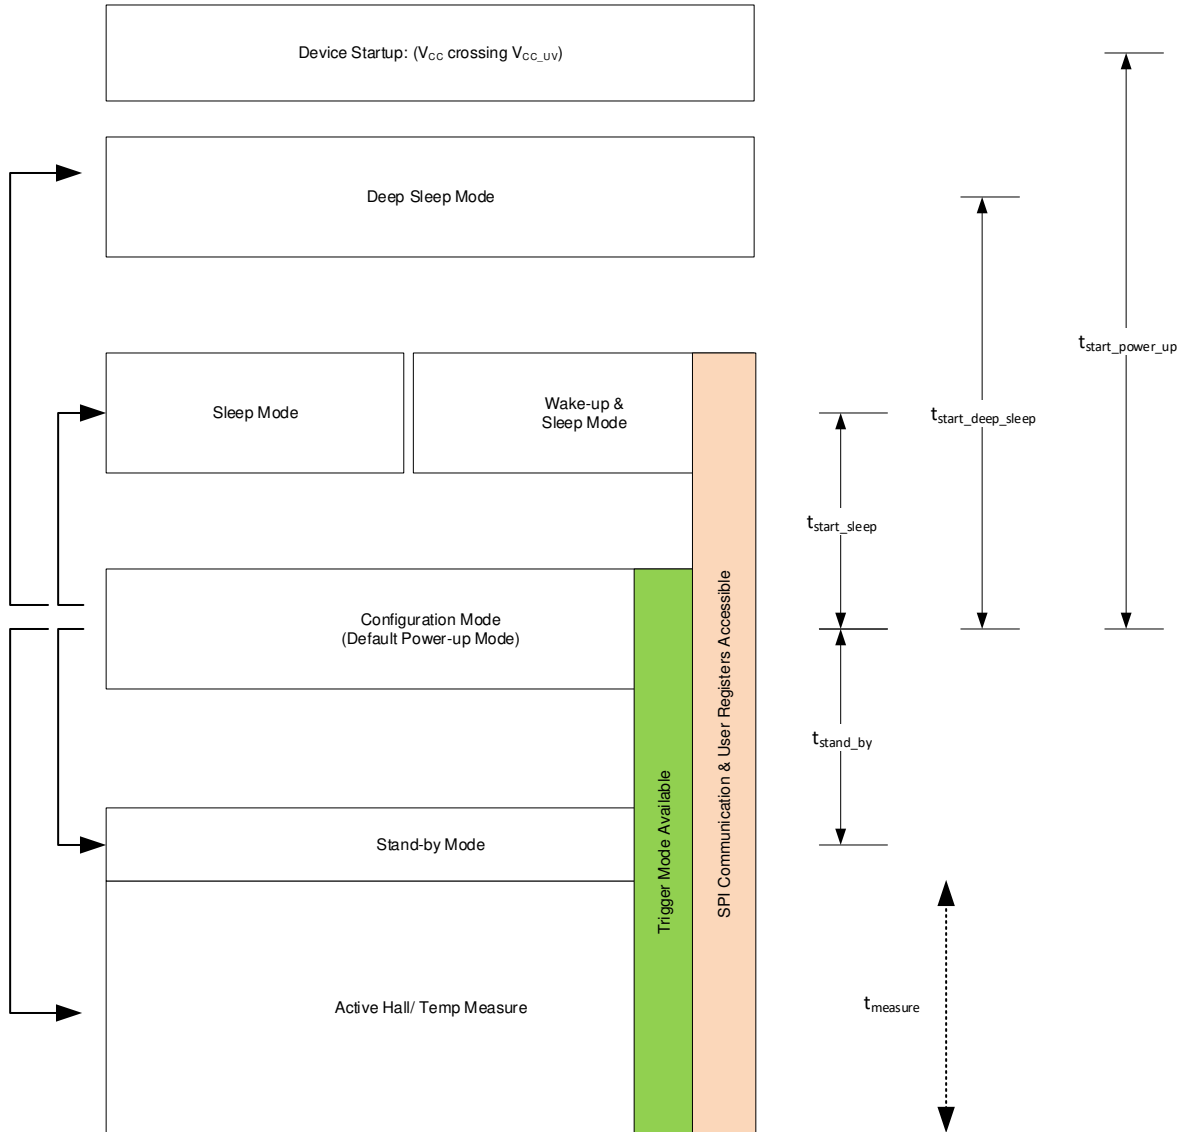 Device Startup: (VCC crossing VCC_UV)
Deep Sleep Mode
tstart_power_up
Sleep Mode
Wake-up &
Sleep Mode
tstart_deep_sleep
tstart_sleep
Configuration Mode
(Default Power-up Mode)
SPI Communication & User Registers Accessible
tstand_by
Trigger Mode Available
Stand-by Mode
Active Hall/ Temp Measure
tmeasure